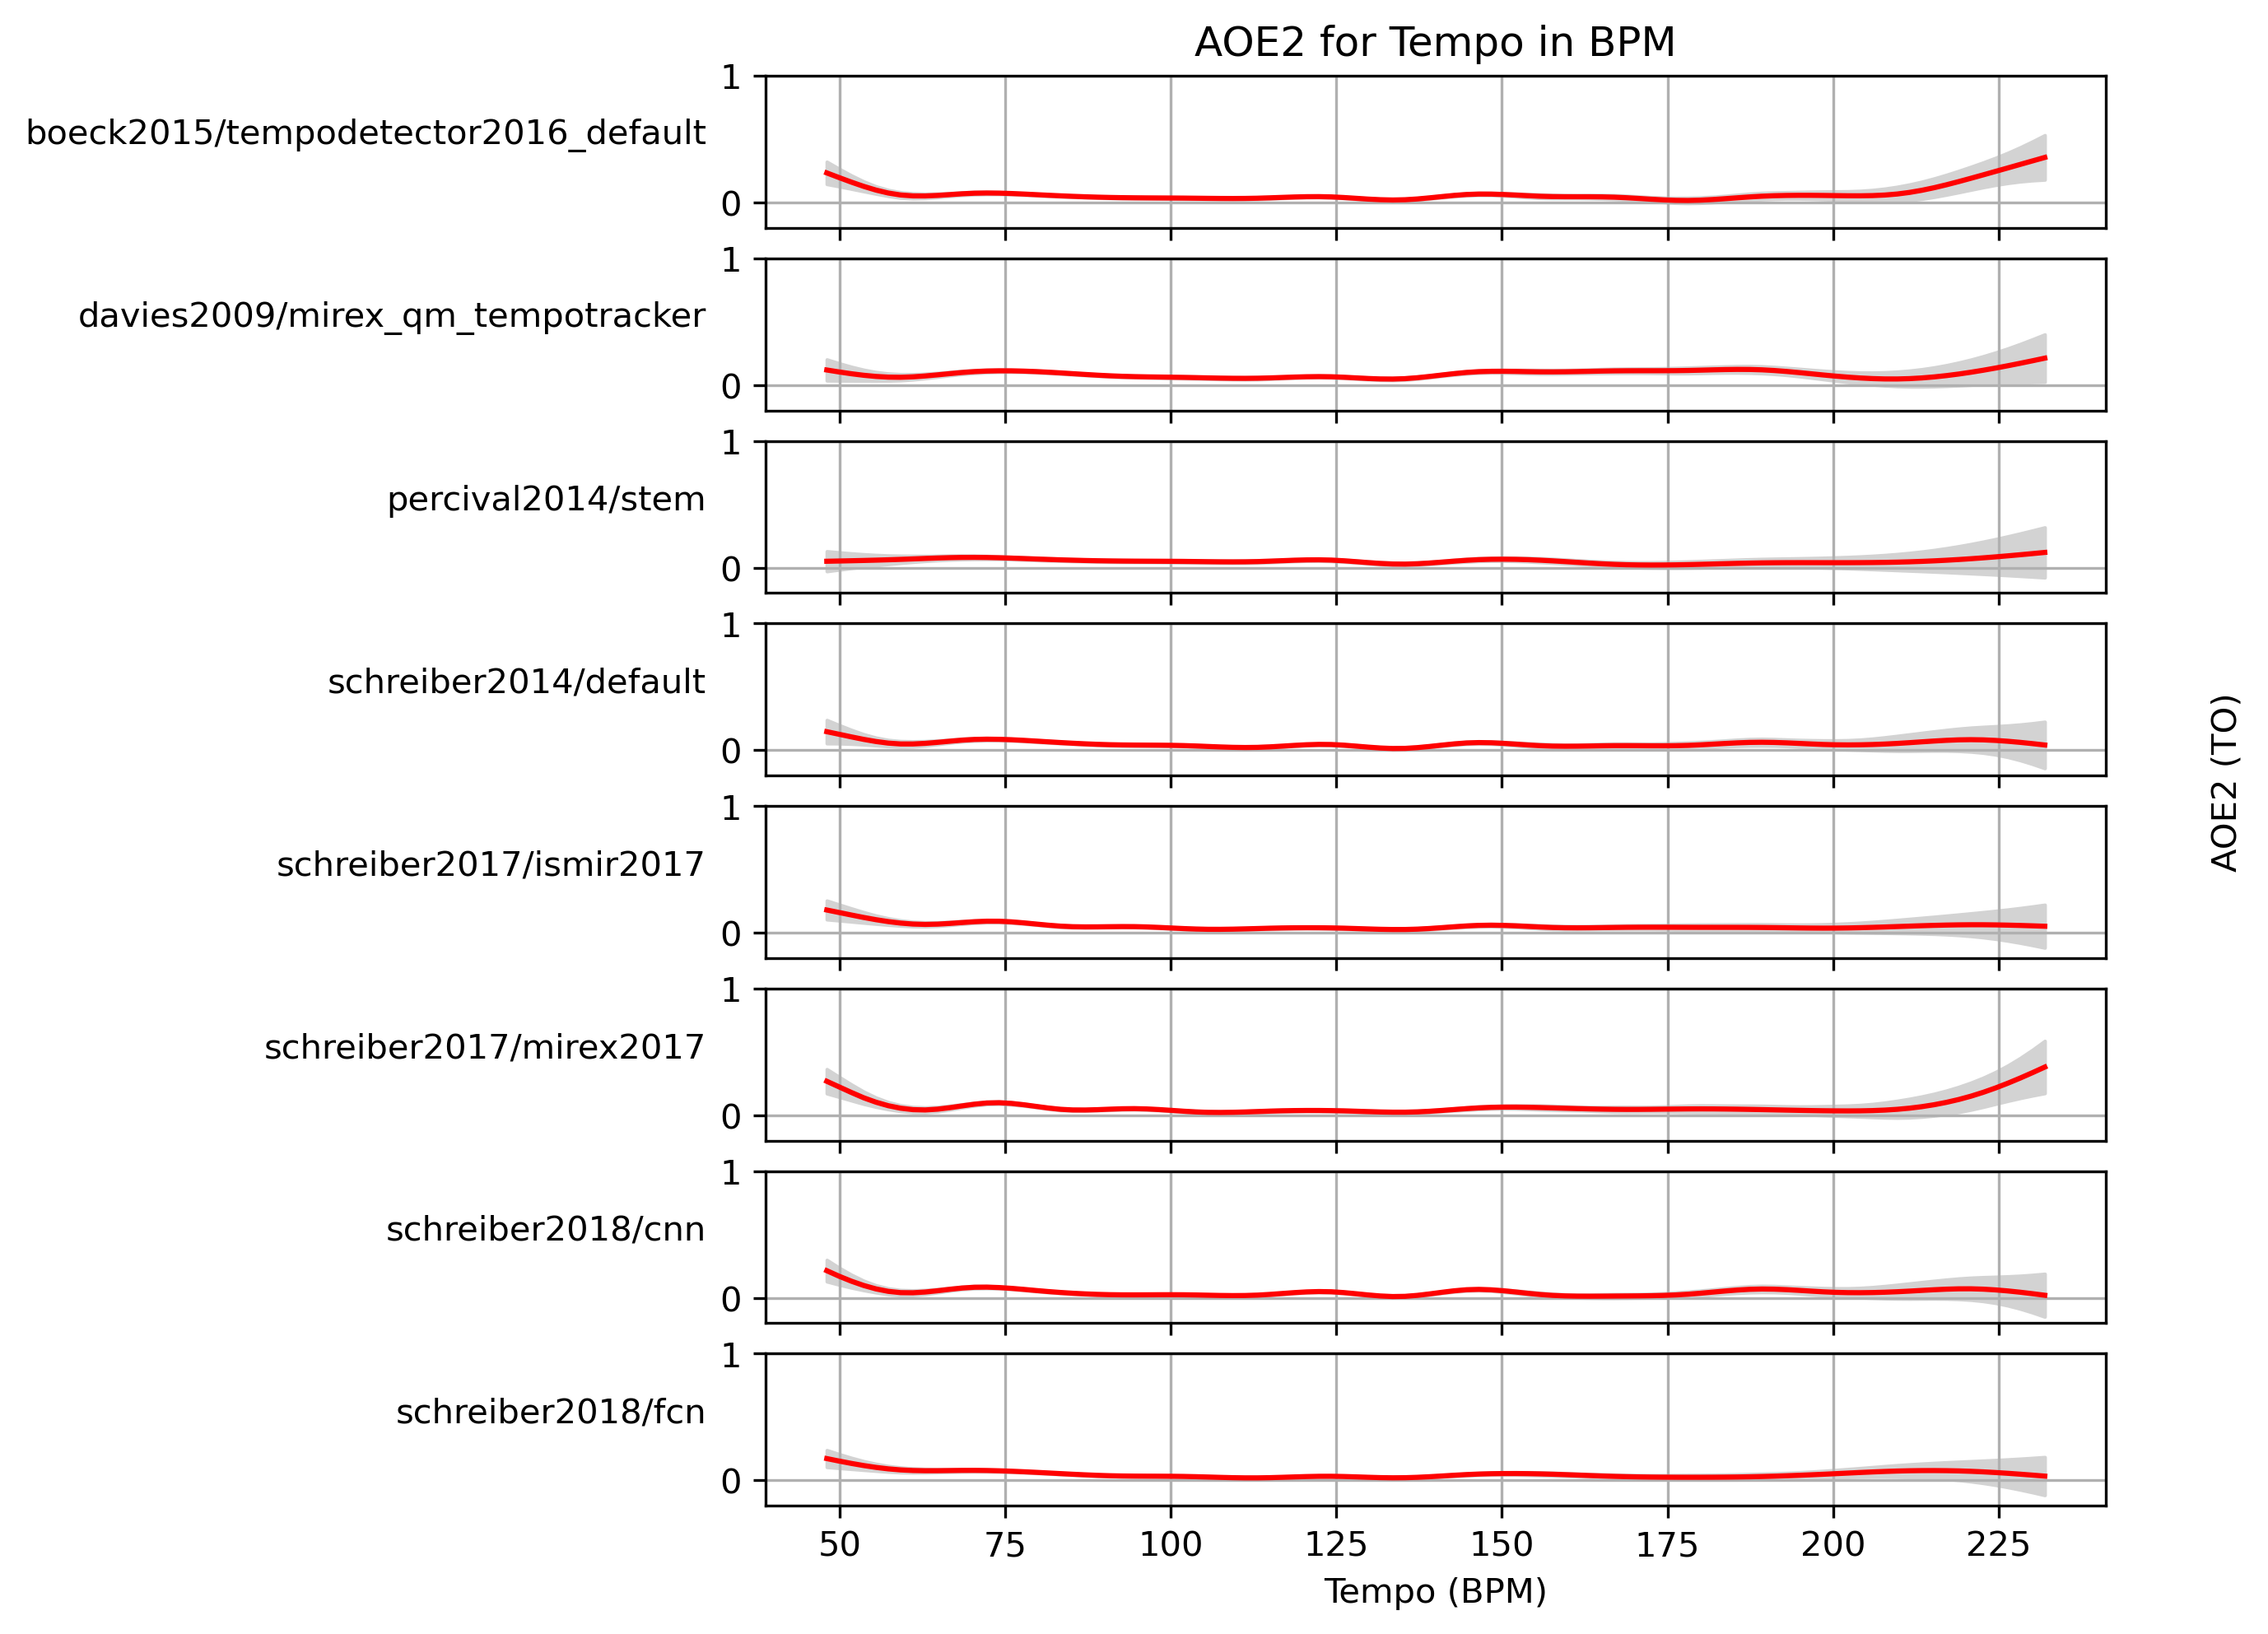 AOE2 for Tempo in BPM
boeck2015/tempodetector2016_default
1
0
davies2009/mirex_qm_tempotracker
1
0
percival2014/stem
1
0
schreiber2014/default
1
0
schreiber2017/ismir2017
1
0
schreiber2017/mirex2017
1
0
schreiber2018/cnn
1
0
schreiber2018/fcn
1
0
50 75 100 125 150 175 200 225
Tempo (BPM)
AOE2 (TO)